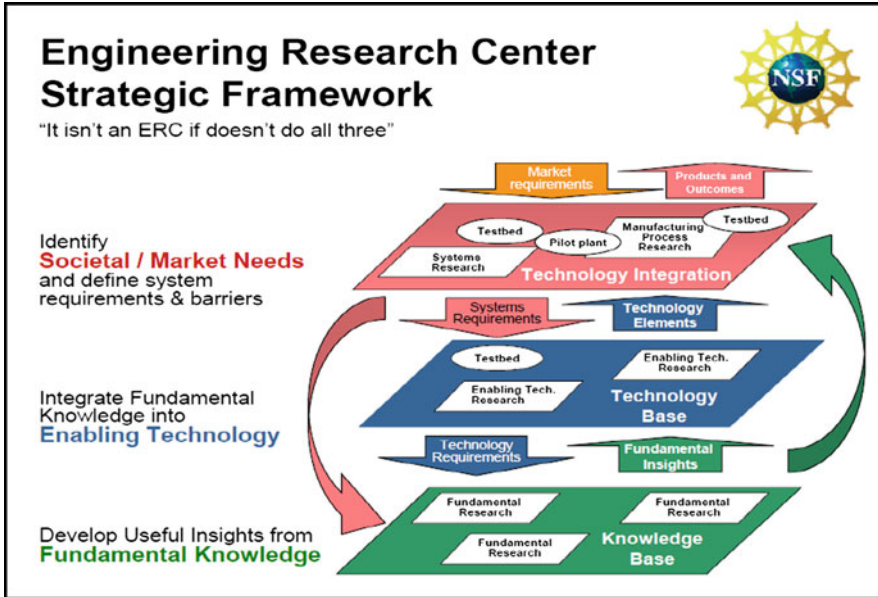 Engineering Research Center
Strategic Framework
“It isn’t an ERC if doesn’t do all three”
NSF
Market
requirements
Products and
Outcomes
Identify
Societal / Market Needs
and define system
requirements & barriers
Testbed
Pilot plant
Manufacturing
Process
Research
Testbed
Systems
Research
Technology Integration
Systems
Requirements
Technology
Elements
Integrate Fundamental
Knowledge into
Enabling Technology
Testbed
Enabling Tech.
Research
Enabling Tech.
Research
Technology
Base
Technology
Requirements
Fundamental
Insights
Develop Useful Insights from
Fundamental Knowledge
Fundamental
Research
Fundamental
Research
Fundamental
Research
Knowledge
Base